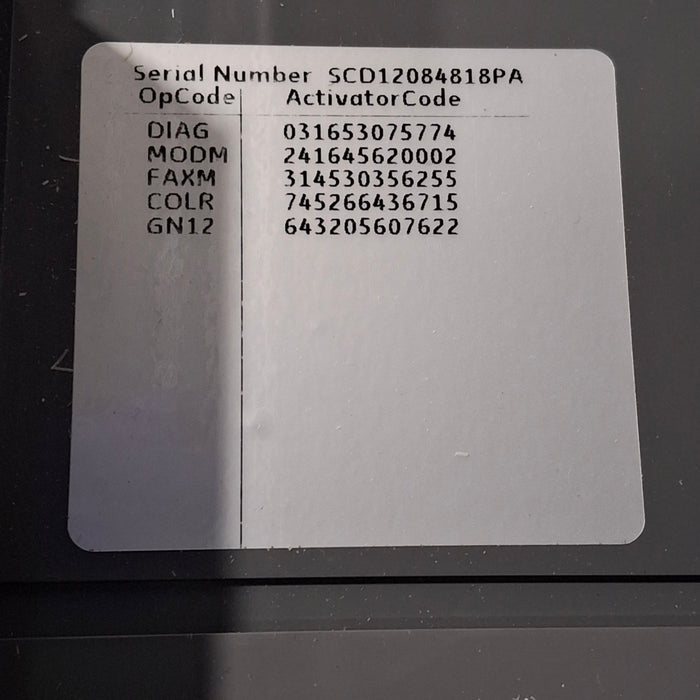 Serial Number SCD12084818PA
OpCode ActivatorCode
DIAG 031653075774
MODM 241645620002
FAXM 314530356255
COLR 745266436715
GN12 643205607622